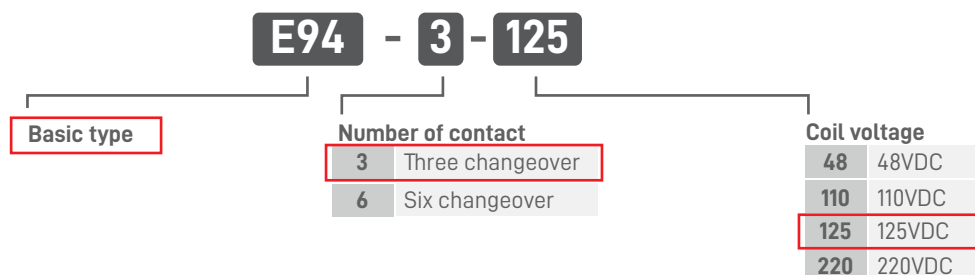 E94 - 3 - 125
Basic type
Number of contact
3 Three changeover
6 Six changeover
Coil voltage
48 48VDC
110 110VDC
125 125VDC
220 220VDC